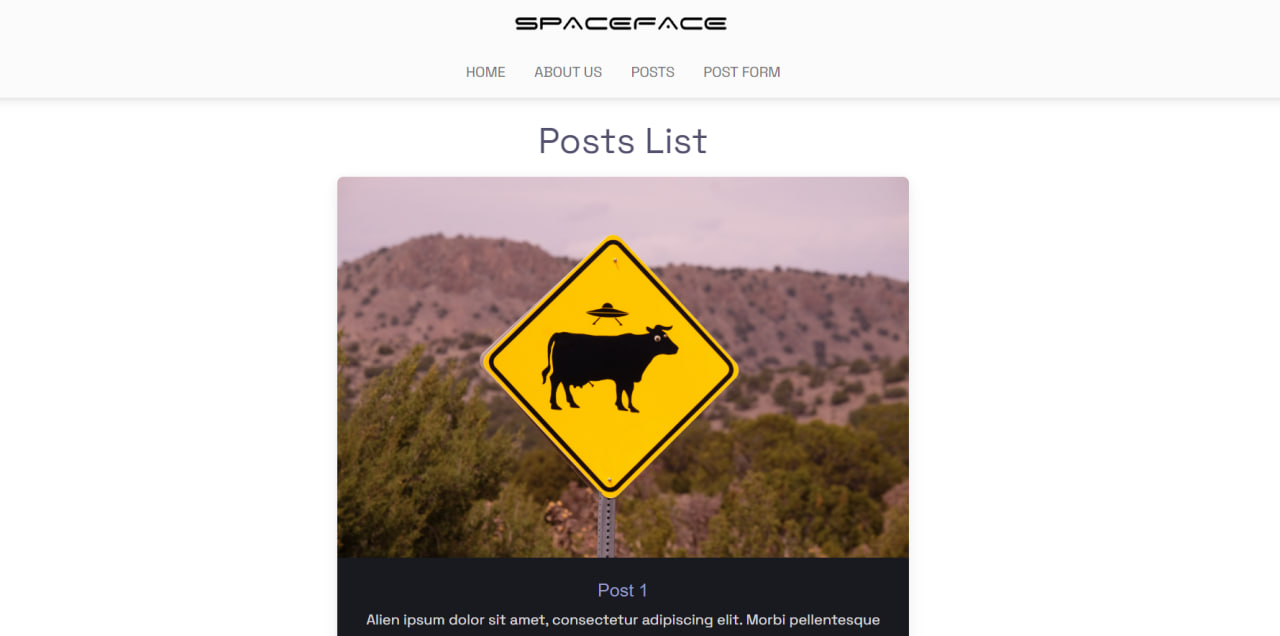 SPACEFACE
HOME ABOUT US POSTS POST FORM
Posts List
Post 1
Alien ipsum dolor sit amet, consectetur adipiscing elit. Morbi pellentesque